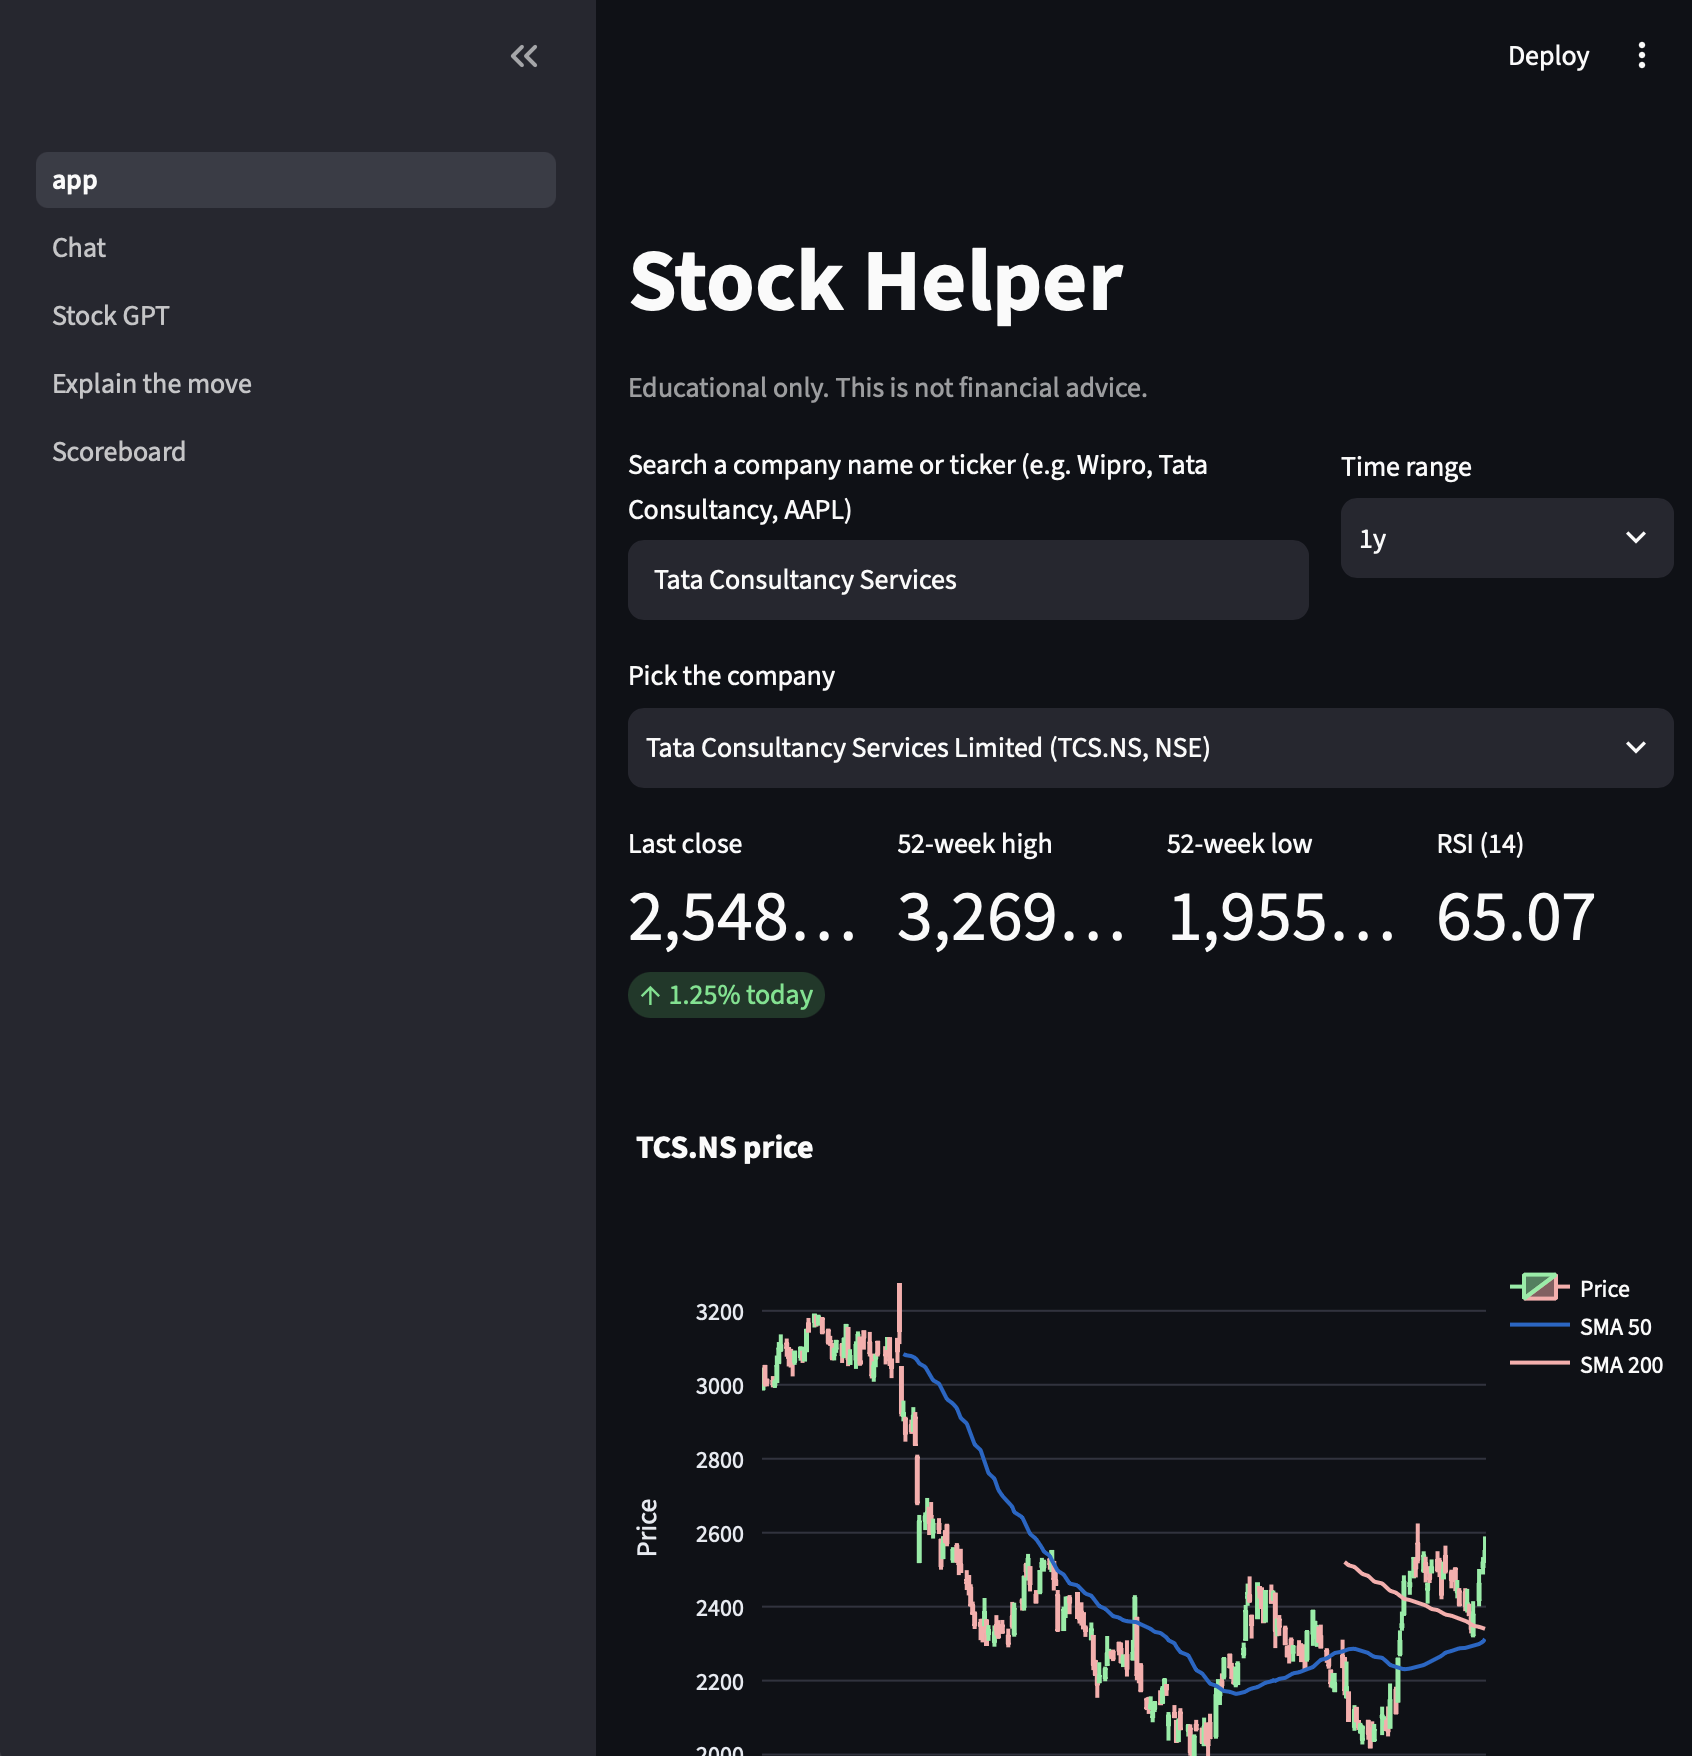 Deploy
app
Chat
Stock GPT
Explain the move
Scoreboard
Stock Helper
Educational only. This is not financial advice.
Search a company name or ticker (e.g. Wipro, Tata
Consultancy, AAPL)
Tata Consultancy Services
Time range
1y
Pick the company
Tata Consultancy Services Limited (TCS.NS, NSE)
Last close
2,548…
↑ 1.25% today
52-week high
3,269…
52-week low
1,955…
RSI (14)
65.07
TCS.NS price
Price
SMA 50
SMA 200
Price
3200
3000
2800
2600
2400
2200
2000